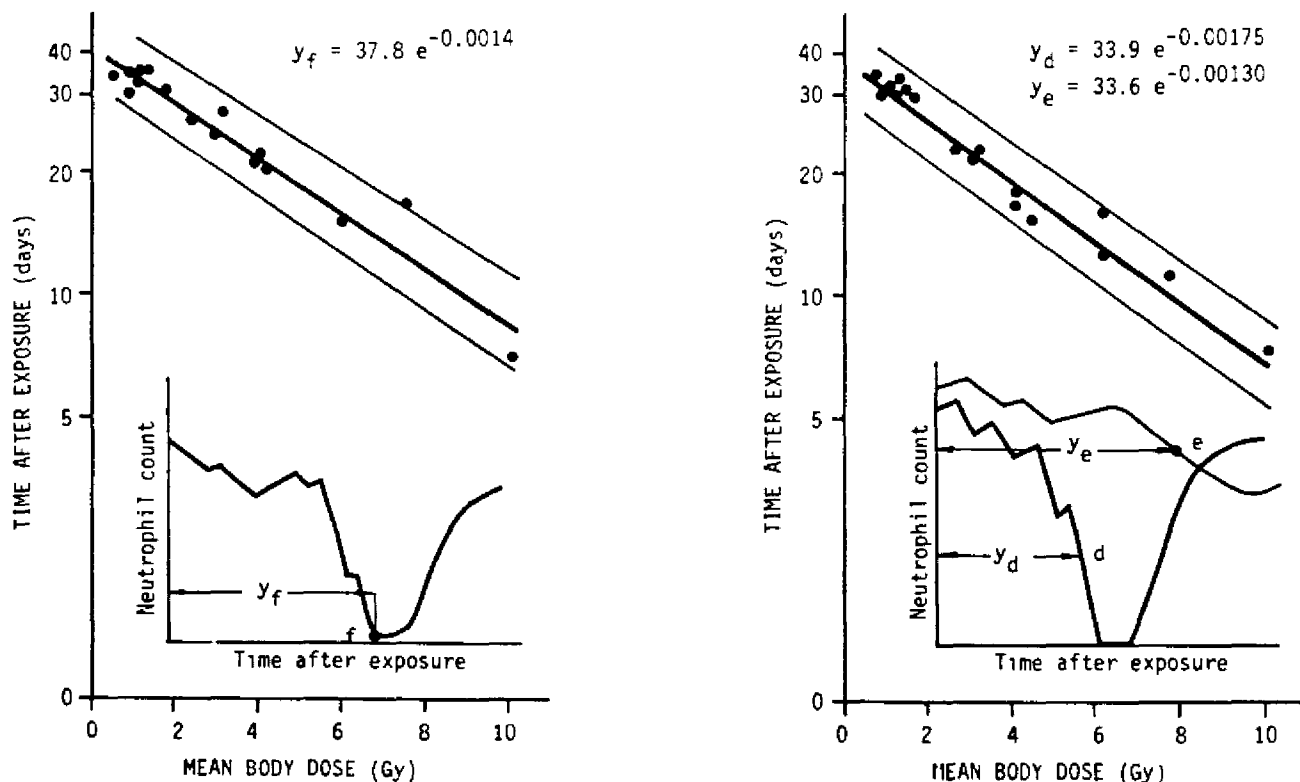 y_f = 37.8 e^-0.0014
40
30
20
10
5
0
TIME AFTER EXPOSURE (days)
Neutrophil count
y_f
f
Time after exposure
0 2 4 6 8 10
MEAN BODY DOSE (Gy)
y_d = 33.9 e^-0.00175
y_e = 33.6 e^-0.00130
40
30
20
10
5
0
TIME AFTER EXPOSURE (days)
Neutrophil count
y_e
e
y_d
d
Time after exposure
0 2 4 6 8 10
MEAN BODY DOSE (Gy)